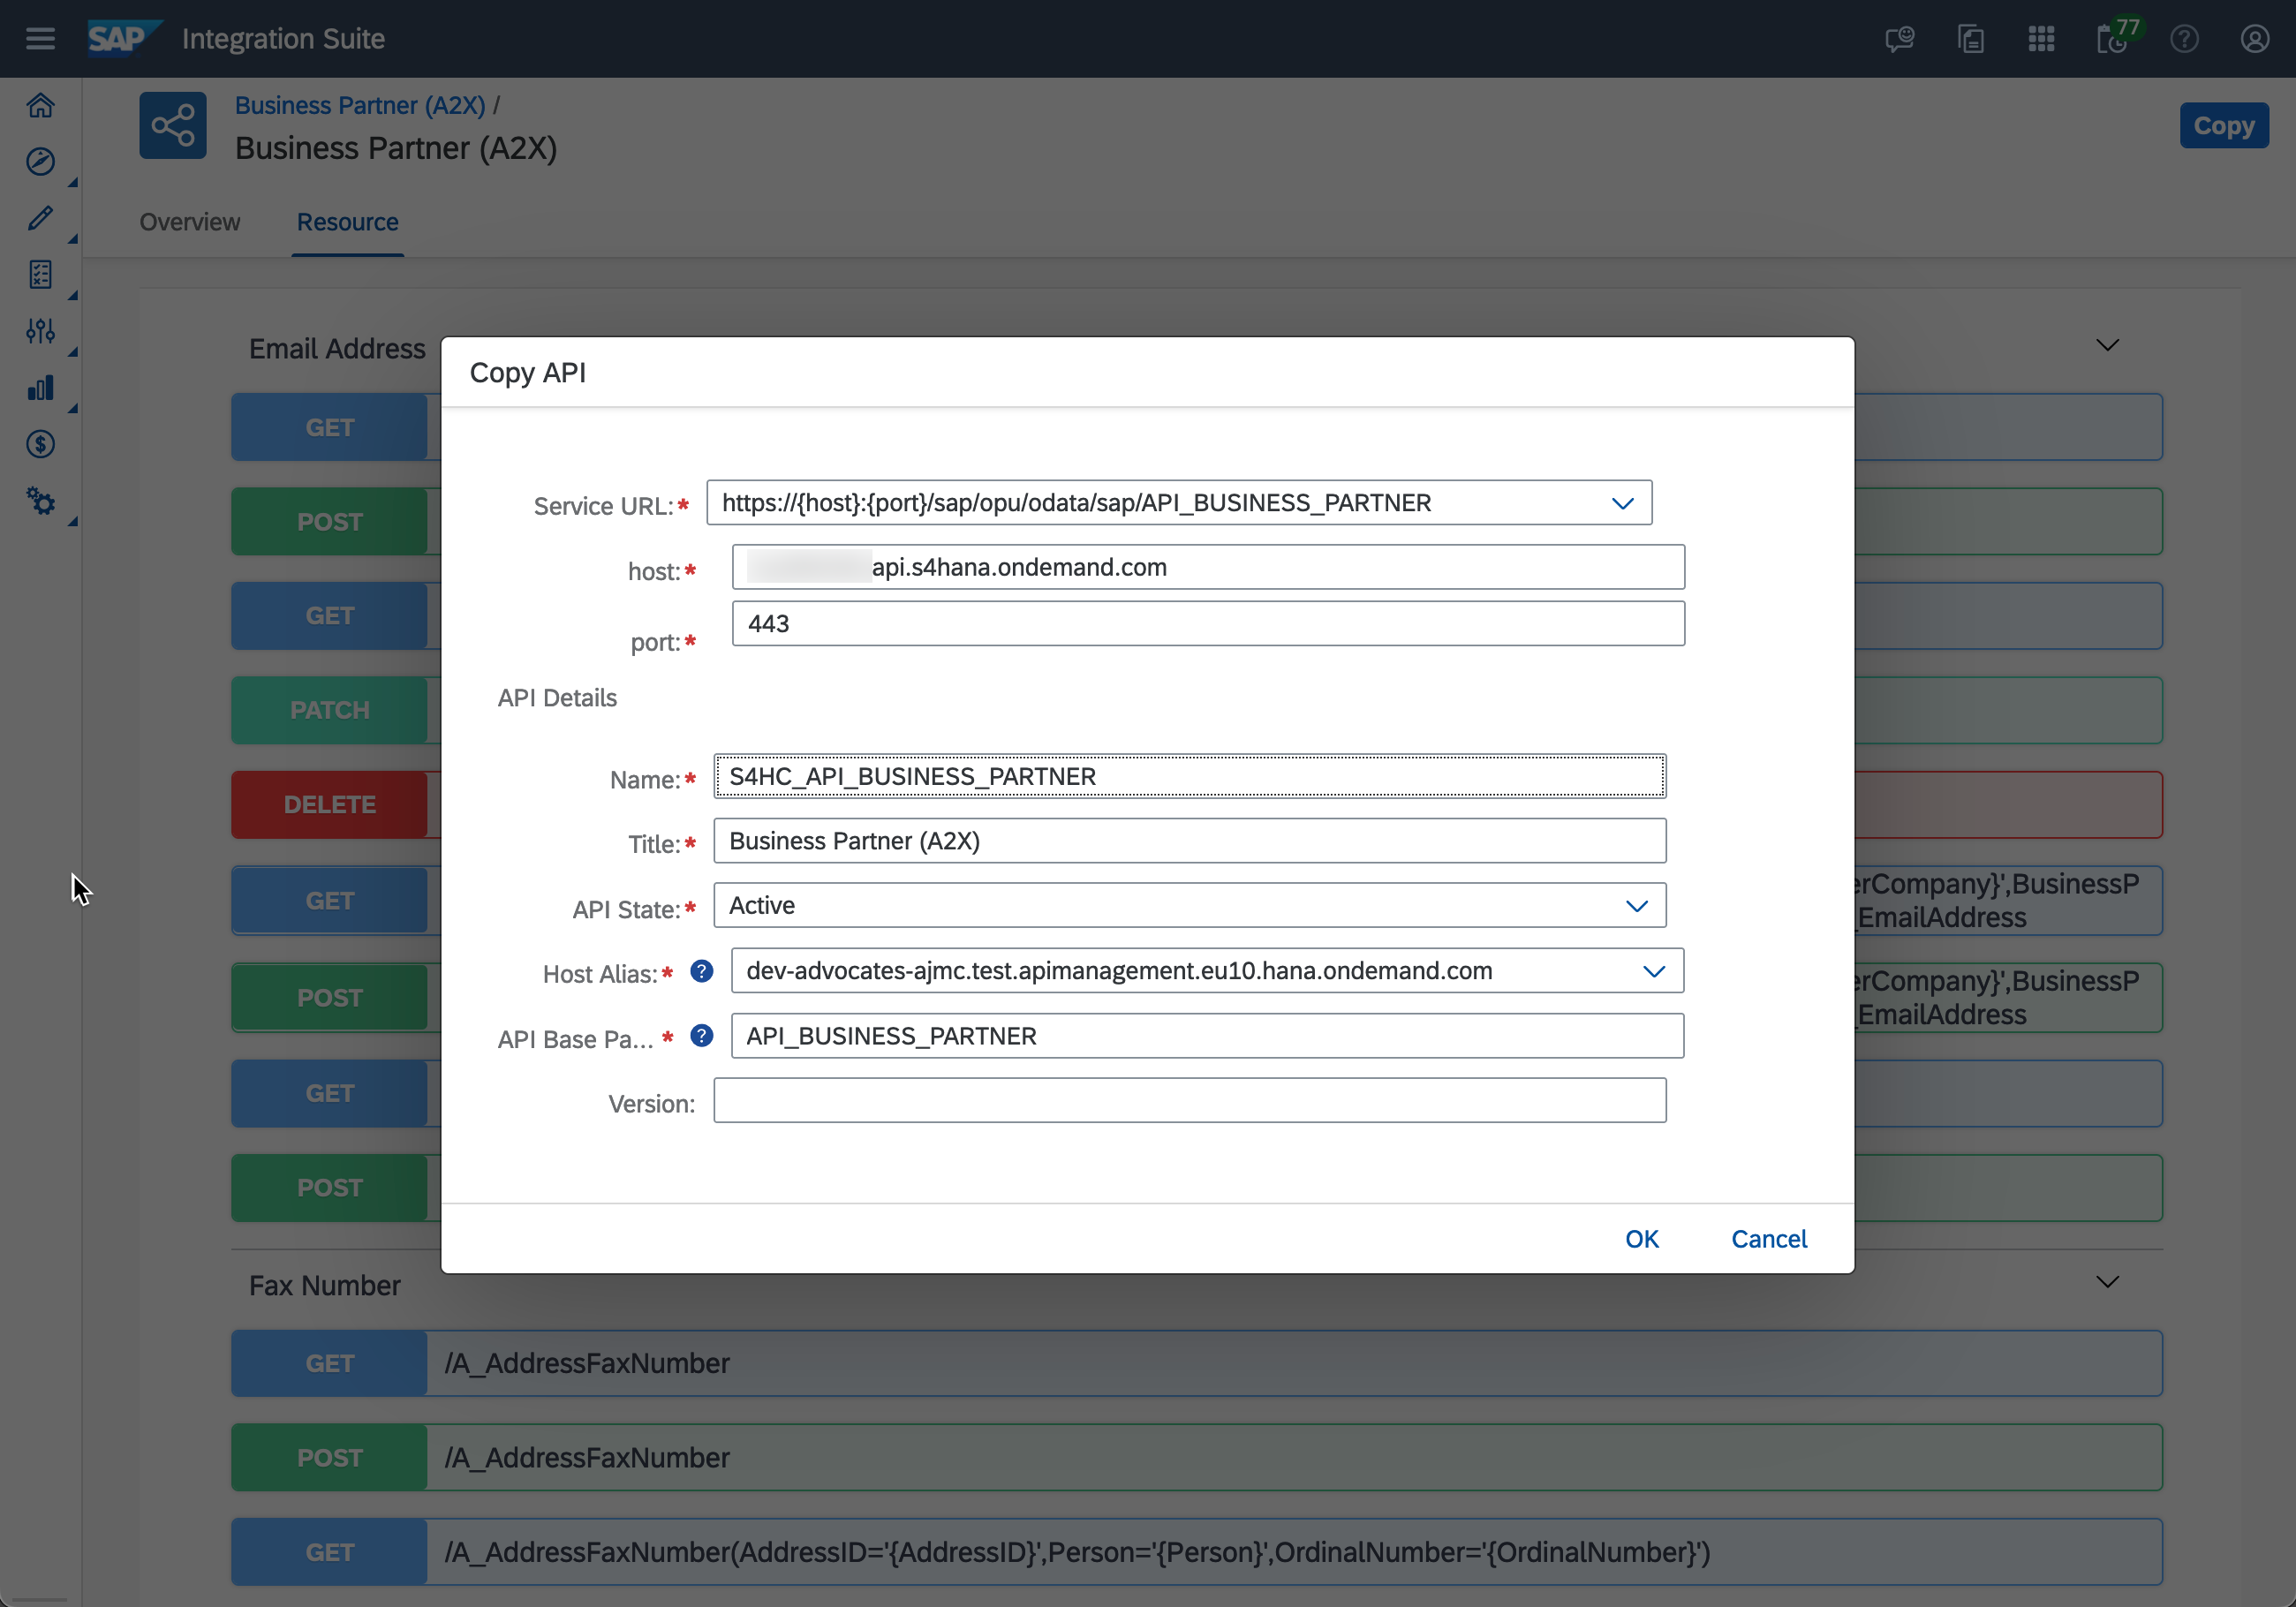 SAP Integration Suite
77
Business Partner (A2X) /
Business Partner (A2X)
Copy
Overview Resource
Email Address
Copy API
GET
Service URL:* https://{host}:{port}/sap/opu/odata/sap/API_BUSINESS_PARTNER
POST
host:* api.s4hana.ondemand.com
GET
port:* 443
API Details
PATCH
Name:* S4HC_API_BUSINESS_PARTNER
DELETE
Title:* Business Partner (A2X)
API State:* Active
GET
erCompany}',BusinessP
_EmailAddress
Host Alias:* ? dev-advocates-ajmc.test.apimanagement.eu10.hana.ondemand.com
POST
erCompany}',BusinessP
_EmailAddress
API Base Pa... * ? API_BUSINESS_PARTNER
GET
Version:
POST
OK Cancel
Fax Number
GET /A_AddressFaxNumber
POST /A_AddressFaxNumber
GET /A_AddressFaxNumber(AddressID='{AddressID}',Person='{Person}',OrdinalNumber='{OrdinalNumber}')